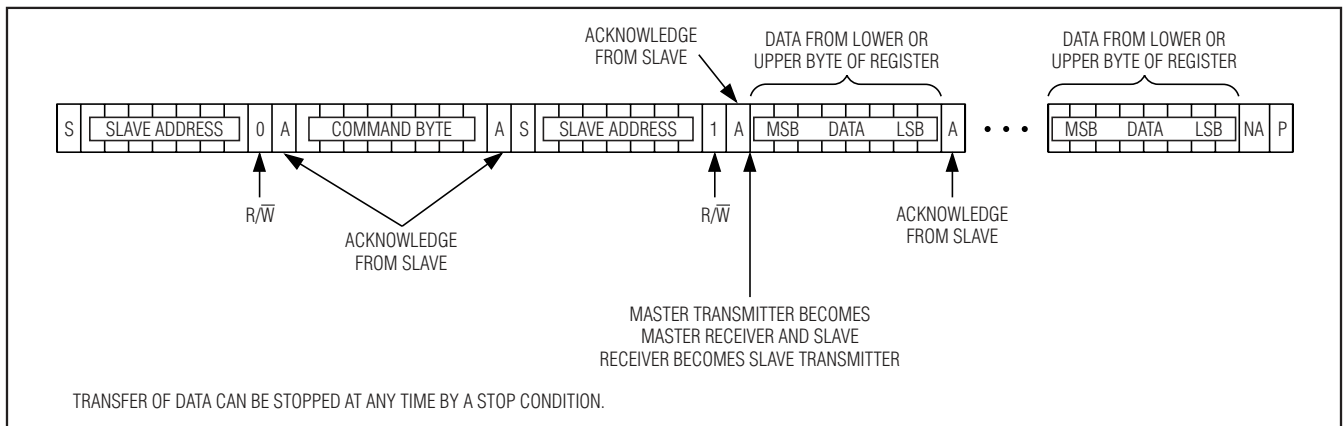 ACKNOWLEDGE
FROM SLAVE
DATA FROM LOWER OR
UPPER BYTE OF REGISTER
DATA FROM LOWER OR
UPPER BYTE OF REGISTER
S SLAVE ADDRESS 0 A COMMAND BYTE A S SLAVE ADDRESS 1 A MSB DATA LSB A • • • MSB DATA LSB NA P
R/W̅
ACKNOWLEDGE
FROM SLAVE
R/W̅
ACKNOWLEDGE
FROM SLAVE
MASTER TRANSMITTER BECOMES
MASTER RECEIVER AND SLAVE
RECEIVER BECOMES SLAVE TRANSMITTER
TRANSFER OF DATA CAN BE STOPPED AT ANY TIME BY A STOP CONDITION.